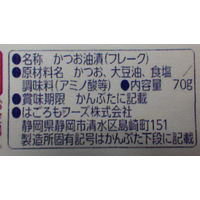 ●名称 かつお油漬(フレーク)
●原材料名 かつお、大豆油、食塩/
調味料(アミノ酸等) ●内容量 70g
●賞味期限 かんぶたに記載
●はごろもフーズ株式会社
静岡県静岡市清水区島崎町151
製造所固有記号はかんぶた下段に記載